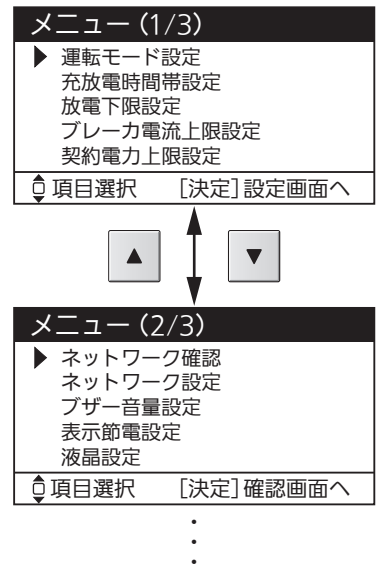 メニュー（1/3）
▶ 運転モード設定
充放電時間帯設定
放電下限設定
ブレーカ電流上限設定
契約電力上限設定
項目選択 ［決定］設定画面へ
▲ ▼
メニュー（2/3）
▶ ネットワーク確認
ネットワーク設定
ブザー音量設定
表示節電設定
液晶設定
項目選択 ［決定］確認画面へ